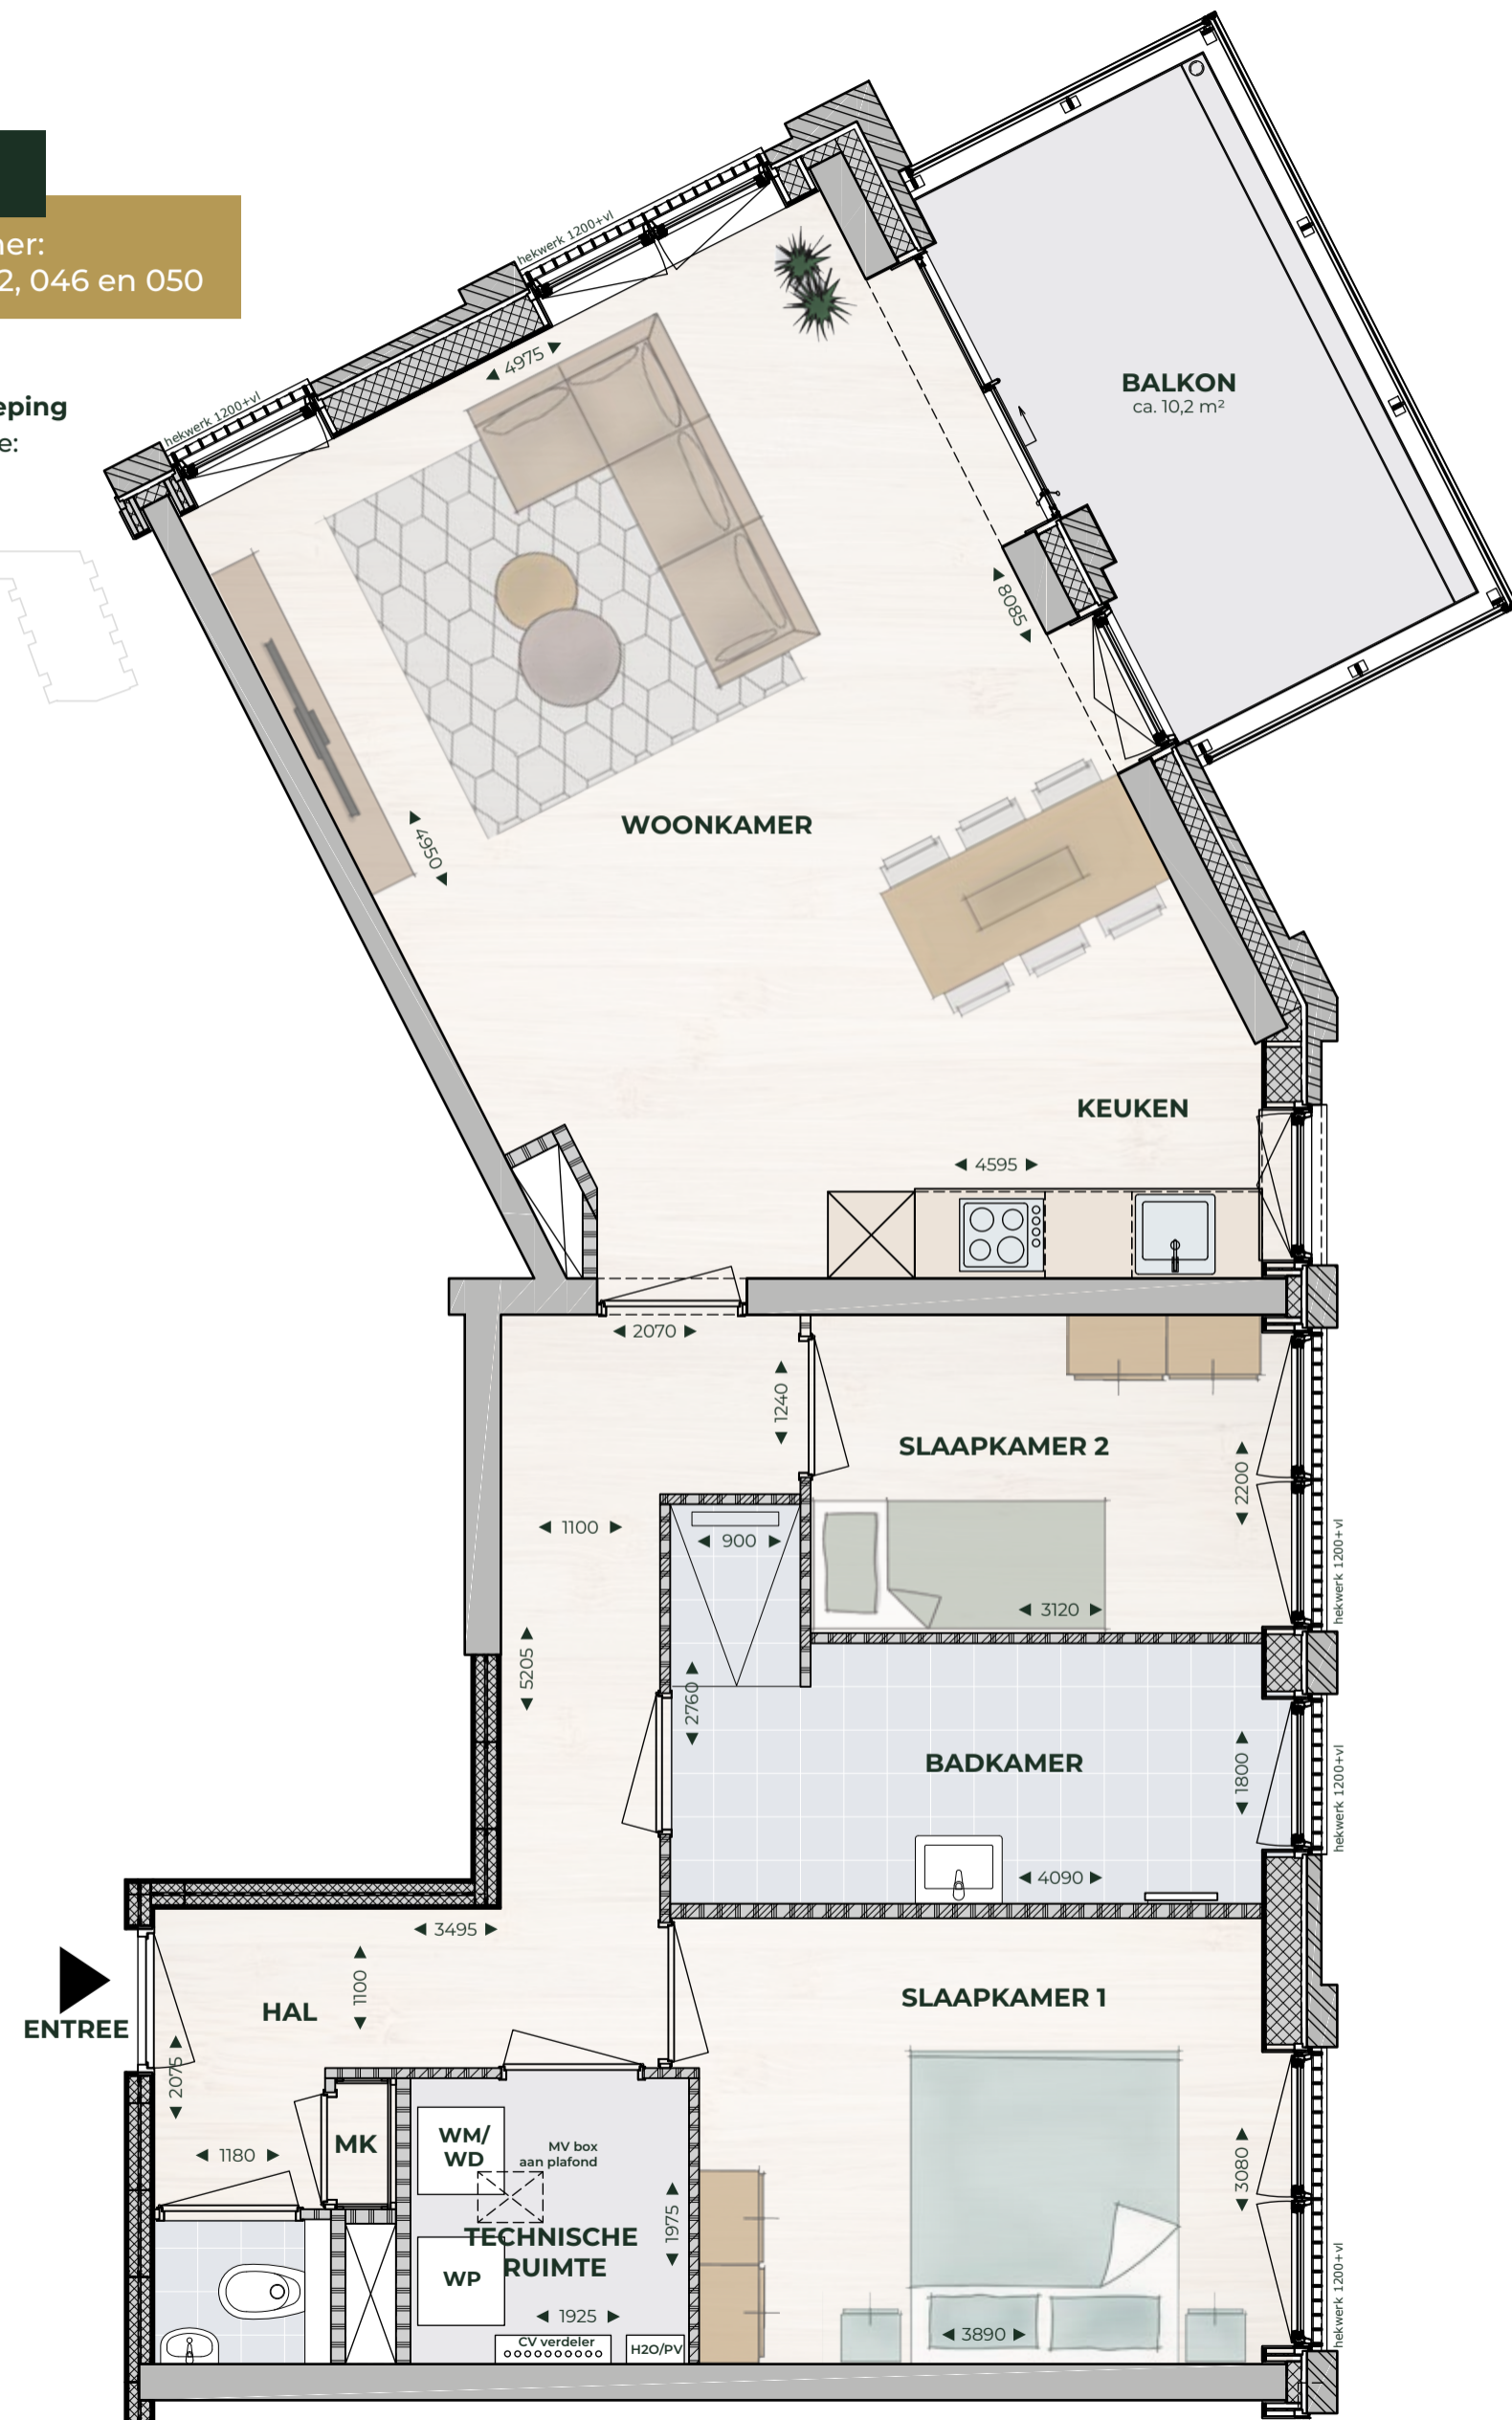 ner:
2, 046 en 050
eping
e:
hekwerk 1200+vl
hekwerk 1200+vl
4975
BALKON
ca. 10,2 m²
8085
WOONKAMER
4950
KEUKEN
4595
2070
1240
SLAAPKAMER 2
2200
1100
900
3120
hekwerk 1200+vl
5205
2760
BADKAMER
1800
hekwerk 1200+vl
4090
3495
1100
HAL
ENTREE
SLAAPKAMER 1
2075
1180
MK
WM/
WD
MV box
aan plafond
3080
1975
TECHNISCHE
RUIMTE
WP
1925
CV verdeler
H2O/PV
3890
hekwerk 1200+vl